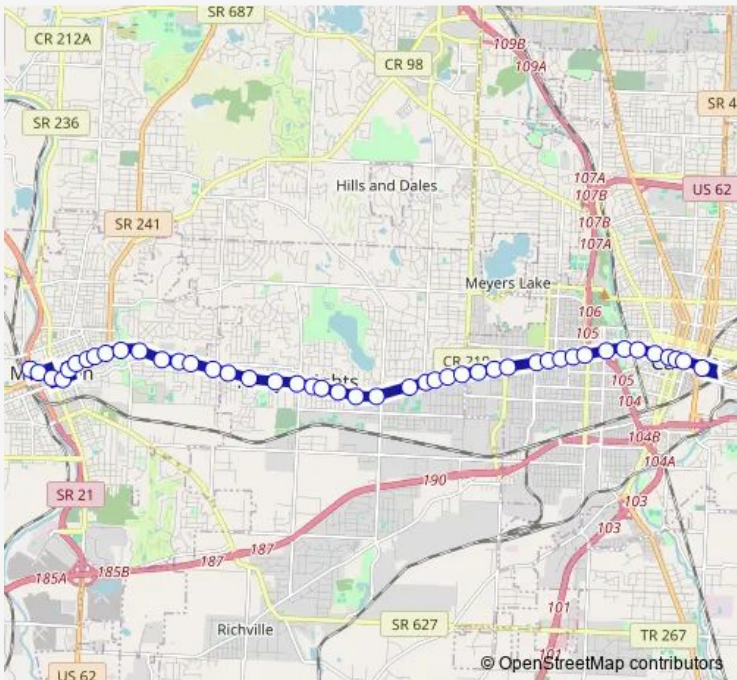 SR 687
CR 212A
109B
109A
CR 98
SR 4
SR 236
107A
Hills and Dales
US 62
107B
107B
SR 241
107A
Meyers Lake
106
105
CR 219
105
104
104B
104A
190
SR 21
103
103
187
187
185A
185B
101
Richville
SR 627
TR 267
101
US 62
© OpenStreetMap contributors